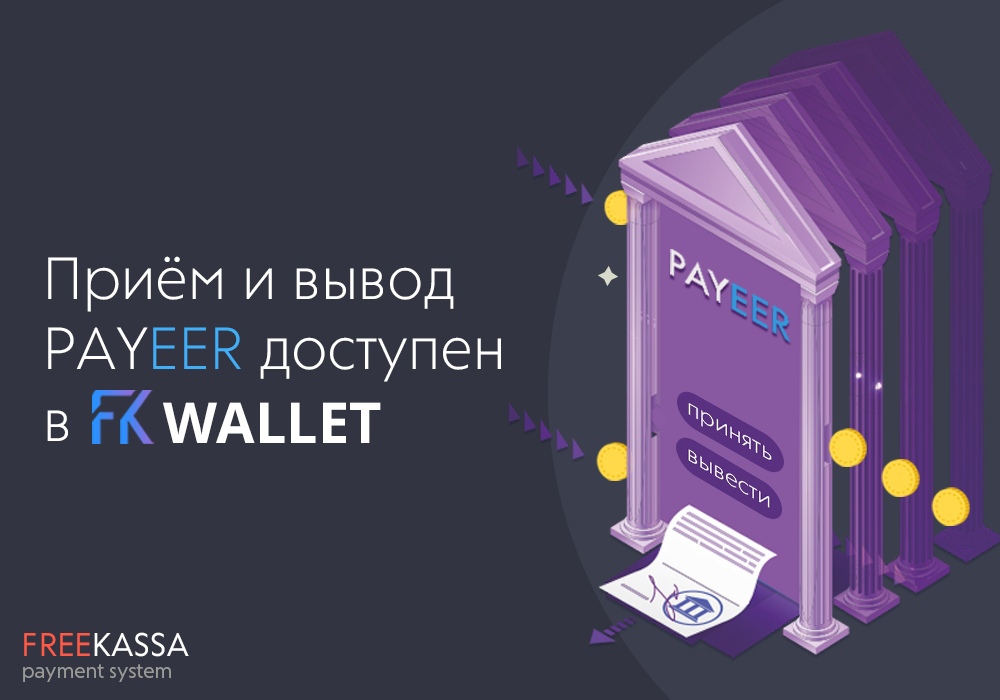 Приём и вывод
PAYEER доступен
в FK WALLET
PAYEER
принять
вывести
FREEKASSA
payment system